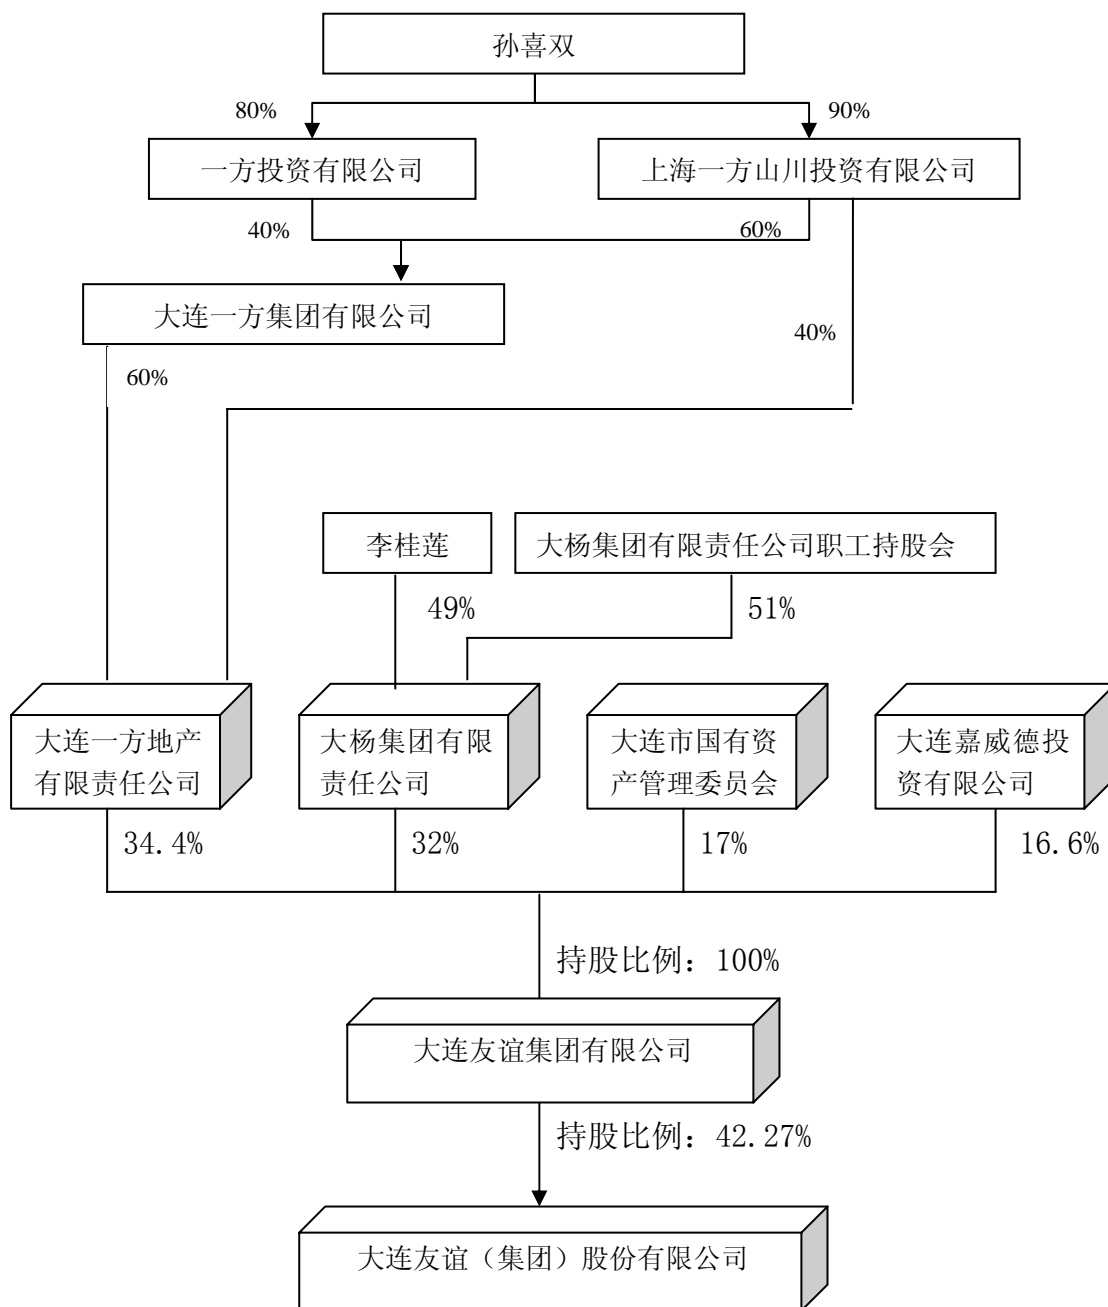 孙喜双
80%
90%
一方投资有限公司
上海一方山川投资有限公司
40%
60%
大连一方集团有限公司
40%
60%
李桂莲
大杨集团有限责任公司职工持股会
49%
51%
大连一方地产
有限责任公司
大杨集团有限
责任公司
大连市国有资
产管理委员会
大连嘉威德投
资有限公司
34.4%
32%
17%
16.6%
持股比例：100%
大连友谊集团有限公司
持股比例：42.27%
大连友谊（集团）股份有限公司